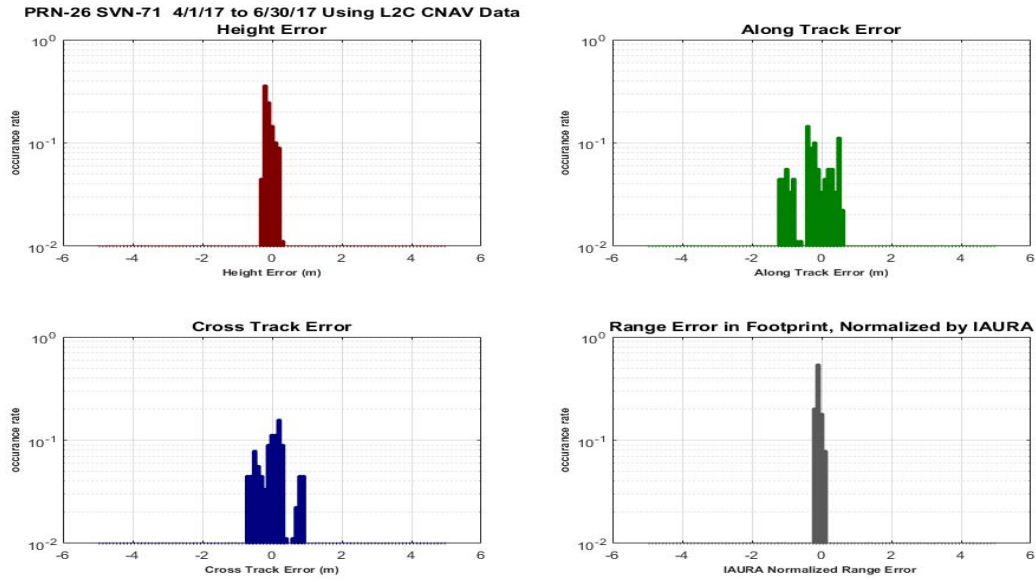 PRN-26 SVN-71 4/1/17 to 6/30/17 Using L2C CNAV Data
Height Error
10^0
10^-1
10^-2
occurance rate
-6 -4 -2 0 2 4 6
Height Error (m)
Along Track Error
10^0
10^-1
10^-2
occurance rate
-6 -4 -2 0 2 4 6
Along Track Error (m)
Cross Track Error
10^0
10^-1
10^-2
occurance rate
-6 -4 -2 0 2 4 6
Cross Track Error (m)
Range Error in Footprint, Normalized by IAURA
10^0
10^-1
10^-2
occurance rate
-6 -4 -2 0 2 4 6
IAURA Normalized Range Error